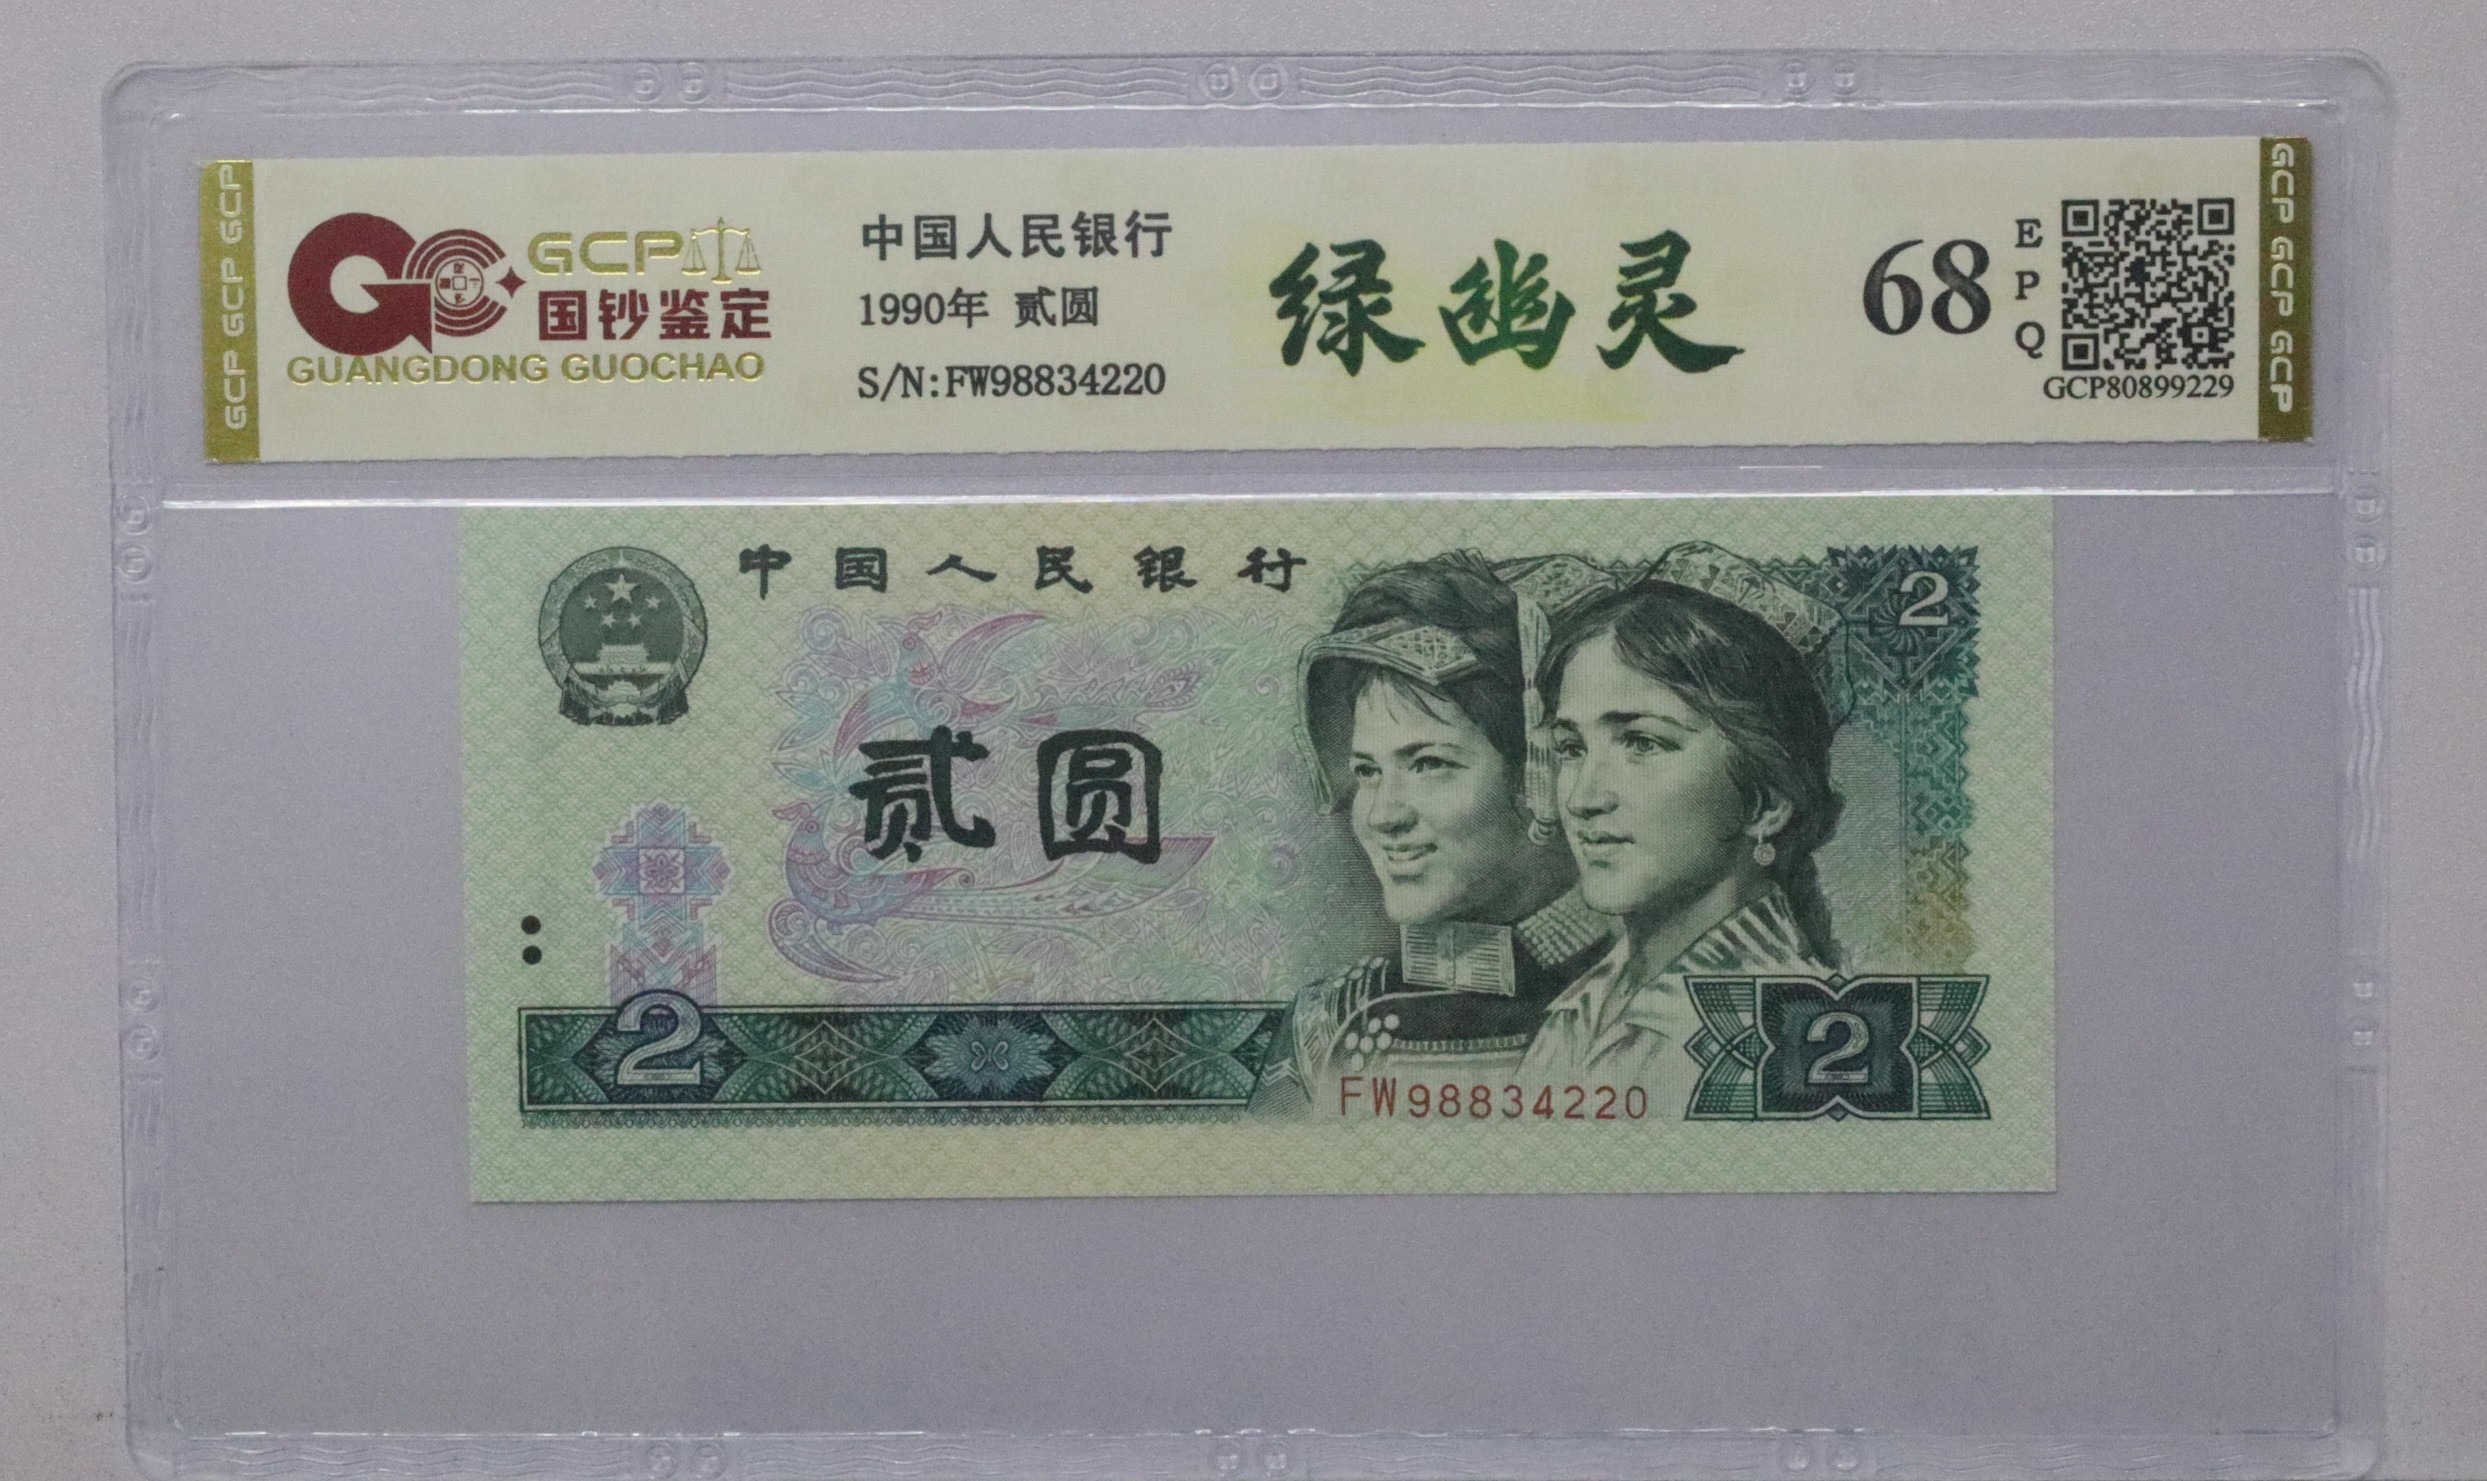 GCP GCP GCP
GCP
国钞鉴定
GUANGDONG GUOCHAO
中国人民银行
1990年 贰圆
S/N:FW98834220
绿幽灵
68
EPQ
GCP80899229
GCP GCP GCP
中国人民银行
2
贰圆
2
2
FW98834220